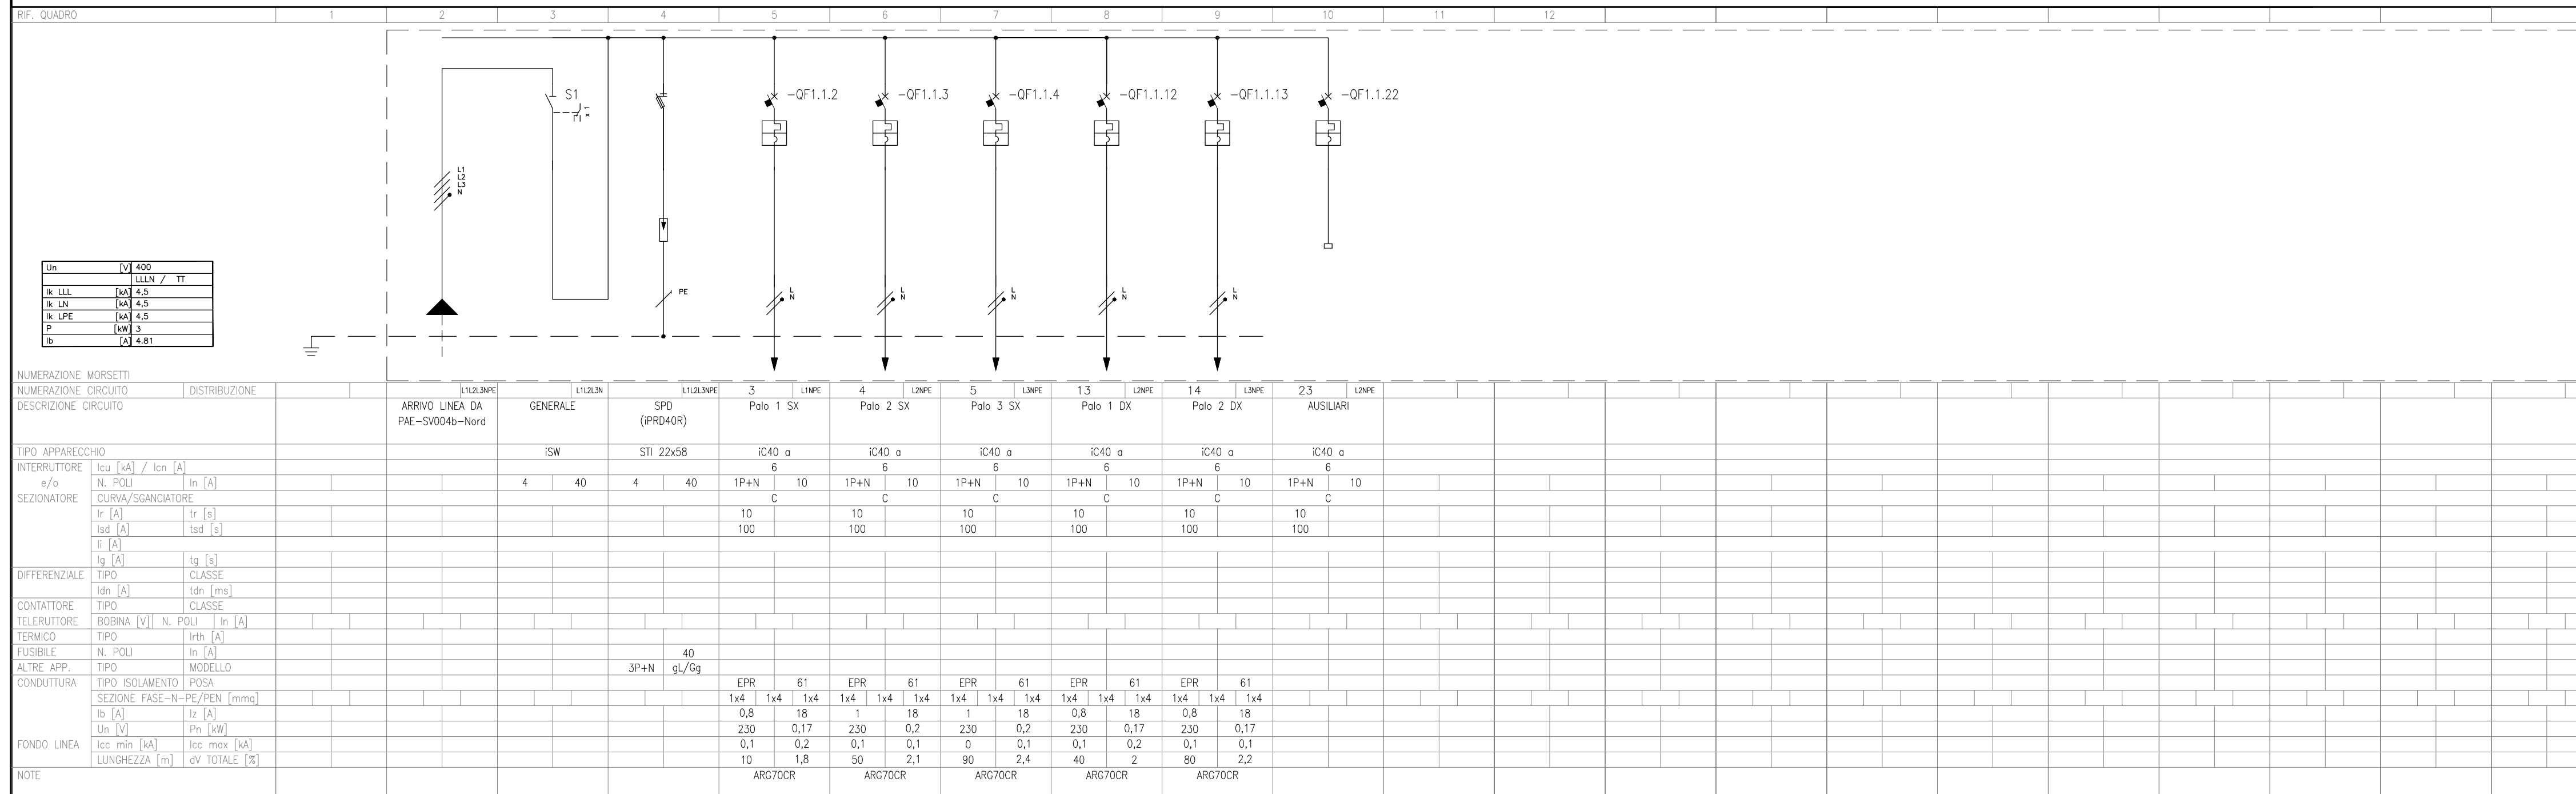 RIF. QUADRO 1 2 3 4 5 6 7 8 9 10 11 12
S1 -QF1.1.2 -QF1.1.3 -QF1.1.4 -QF1.1.12 -QF1.1.13 -QF1.1.22
L1
L2
L3
N
Un [V] 400
LLLN / TT
Ik LLL [kA] 4,5
Ik LN [kA] 4,5
Ik LPE [kA] 4,5
P [kW] 3
Ib [A] 4.81
PE
L
N
L
N
L
N
L
N
L
N
NUMERAZIONE MORSETTI
NUMERAZIONE CIRCUITO DISTRIBUZIONE L1L2L3NPE L1L2L3N L1L2L3NPE 3 L1NPE 4 L2NPE 5 L3NPE 13 L2NPE 14 L3NPE 23 L2NPE
DESCRIZIONE CIRCUITO ARRIVO LINEA DA GENERALE SPD Palo 1 SX Palo 2 SX Palo 3 SX Palo 1 DX Palo 2 DX AUSILIARI
PAE-SV004b-Nord (iPRD40R)
TIPO APPARECCHIO iSW STI 22x58 iC40 a iC40 a iC40 a iC40 a iC40 a iC40 a
INTERRUTTORE Icu [kA] / Icn [A] 6 6 6 6 6 6
e/o N. POLI In [A] 4 40 4 40 1P+N 10 1P+N 10 1P+N 10 1P+N 10 1P+N 10 1P+N 10
SEZIONATORE CURVA/SGANCIATORE C C C C C C
Ir [A] tr [s] 10 10 10 10 10 10
Isd [A] tsd [s] 100 100 100 100 100 100
Ii [A]
Ig [A] tg [s]
DIFFERENZIALE TIPO CLASSE
Idn [A] tdn [ms]
CONTATTORE TIPO CLASSE
TELERUTTORE BOBINA [V] N. POLI In [A]
TERMICO TIPO Irth [A]
FUSIBILE N. POLI In [A] 40
ALTRE APP. TIPO MODELLO 3P+N gL/Gg
CONDUTTURA TIPO ISOLAMENTO POSA EPR 61 EPR 61 EPR 61 EPR 61 EPR 61
SEZIONE FASE-N-PE/PEN [mmq] 1x4 1x4 1x4 1x4 1x4 1x4 1x4 1x4 1x4 1x4 1x4 1x4 1x4 1x4 1x4
Ib [A] Iz [A] 0,8 18 1 18 1 18 0,8 18 0,8 18
Un [V] Pn [kW] 230 0,17 230 0,2 230 0,2 230 0,17 230 0,17
FONDO LINEA Icc min [kA] Icc max [kA] 0,1 0,2 0,1 0,1 0 0,1 0,1 0,2 0,1 0,1
LUNGHEZZA [m] dV TOTALE [%] 10 1,8 50 2,1 90 2,4 40 2 80 2,2
NOTE ARG70CR ARG70CR ARG70CR ARG70CR ARG70CR